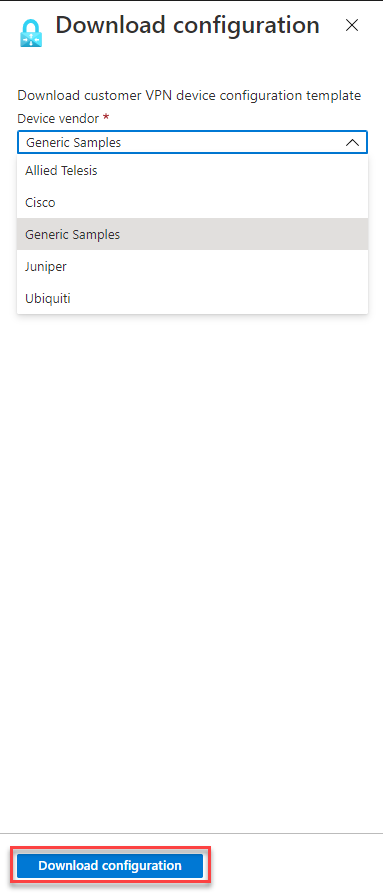 Download configuration
Download customer VPN device configuration template
Device vendor *
Generic Samples
Allied Telesis
Cisco
Generic Samples
Juniper
Ubiquiti
Download configuration